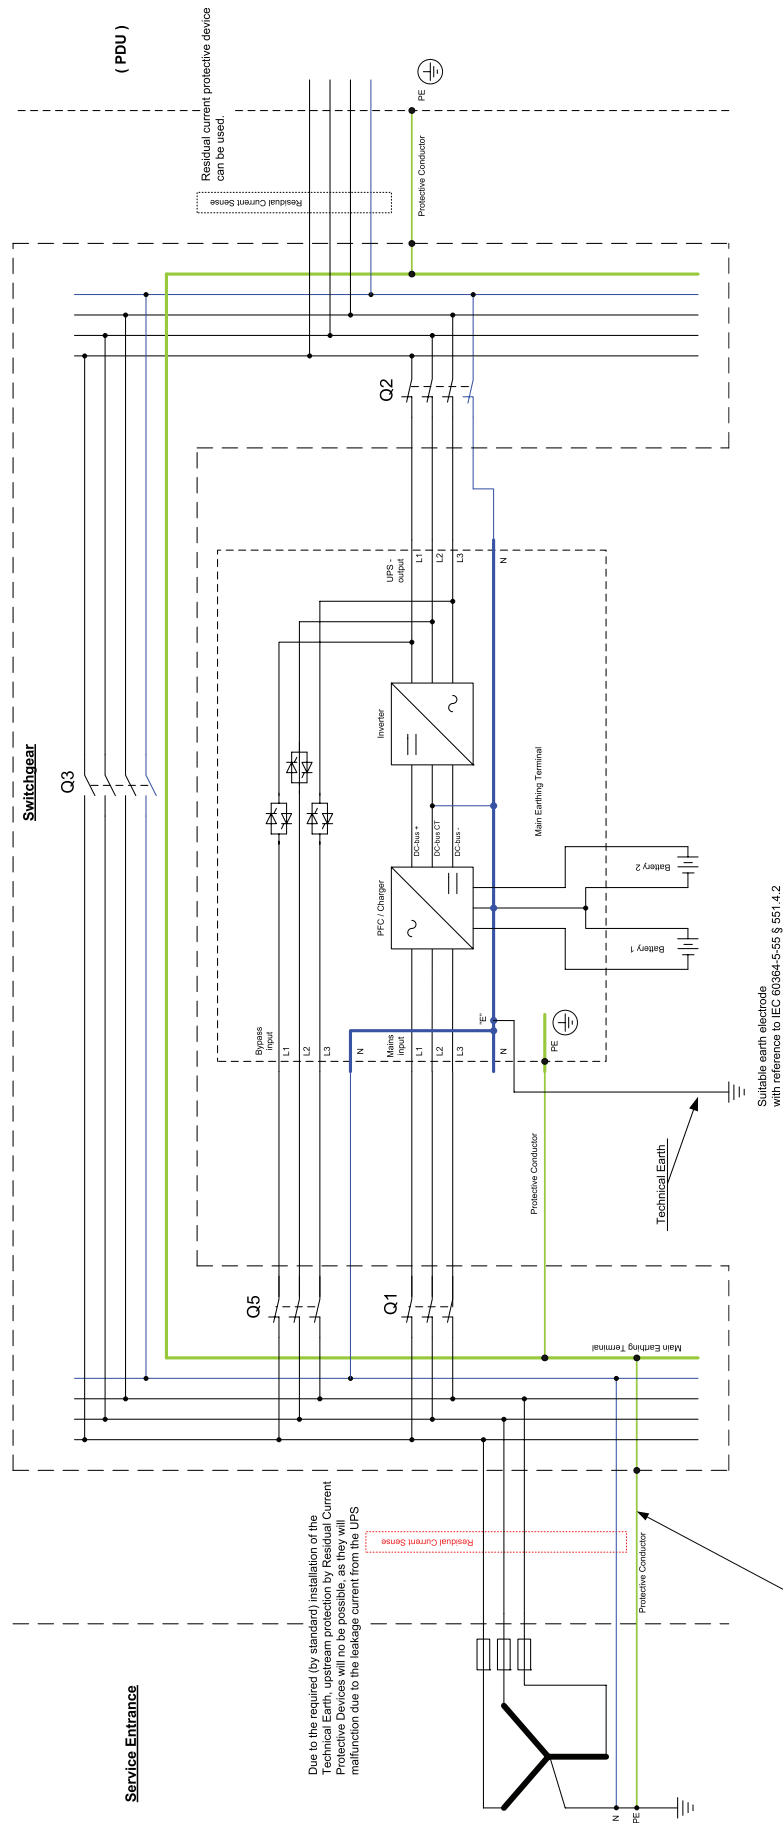 ( PDU )
Residual current protective device
can be used.
PE
Residual Current Sense
Protective Conductor
Switchgear
Q3
Q2
UPS -
output
L1
L2
L3
N
Inverter
Main Earthing Terminal
DC-bus +
DC-bus CT
DC-bus -
PFC / Charger
Battery 2
Battery 1
"E"
Bypass
input
L1
L2
L3
N
Mains
input
L1
L2
L3
N
PE
Suitable earth electrode
with reference to IEC 60364-5-55 § 551.4.2
Technical Earth
Protective Conductor
Q5
Q1
Main Earthing Terminal
Due to the required (by standard) installation of the
Technical Earth, upstream protection by Residual Current
Protective Devices will no be possible, as they will
malfunction due to the leakage current from the UPS
Residual Current Sense
Protective Conductor
Service Entrance
N
PE